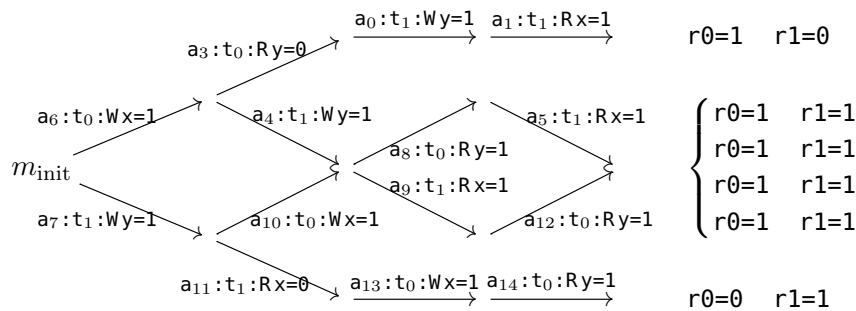 a₀:t₁:Wy=1 a₁:t₁:Rx=1 r0=1 r1=0
a₃:t₀:Ry=0
a₆:t₀:Wx=1 a₄:t₁:Wy=1 a₅:t₁:Rx=1 r0=1 r1=1
a₈:t₀:Ry=1 r0=1 r1=1
m_init
a₉:t₁:Rx=1 r0=1 r1=1
a₇:t₁:Wy=1 a₁₀:t₀:Wx=1 a₁₂:t₀:Ry=1 r0=1 r1=1
a₁₁:t₁:Rx=0 a₁₃:t₀:Wx=1 a₁₄:t₀:Ry=1 r0=0 r1=1